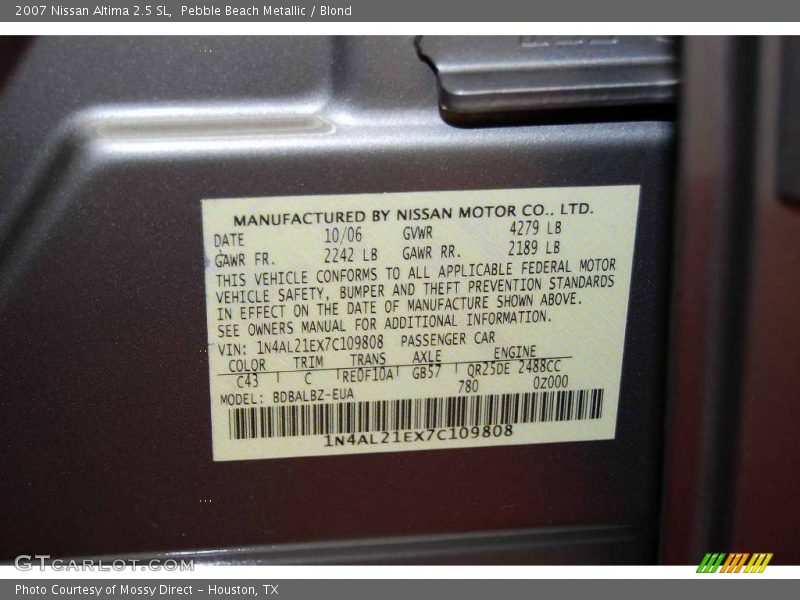 2007 Nissan Altima 2.5 SL, Pebble Beach Metallic / Blond
MANUFACTURED BY NISSAN MOTOR CO., LTD.
DATE 10/06 GVWR 4279 LB
GAWR FR. 2242 LB GAWR RR. 2189 LB
THIS VEHICLE CONFORMS TO ALL APPLICABLE FEDERAL MOTOR
VEHICLE SAFETY, BUMPER AND THEFT PREVENTION STANDARDS
IN EFFECT ON THE DATE OF MANUFACTURE SHOWN ABOVE.
SEE OWNERS MANUAL FOR ADDITIONAL INFORMATION.
VIN: 1N4AL21EX7C109808 PASSENGER CAR
COLOR TRIM TRANS AXLE ENGINE
C43 C RE0F10A GB57 QR25DE 2488CC
MODEL: BDBALBZ-EUA 780 0Z000
1N4AL21EX7C109808
GTCARLOT.COM
Photo Courtesy of Mossy Direct – Houston, TX